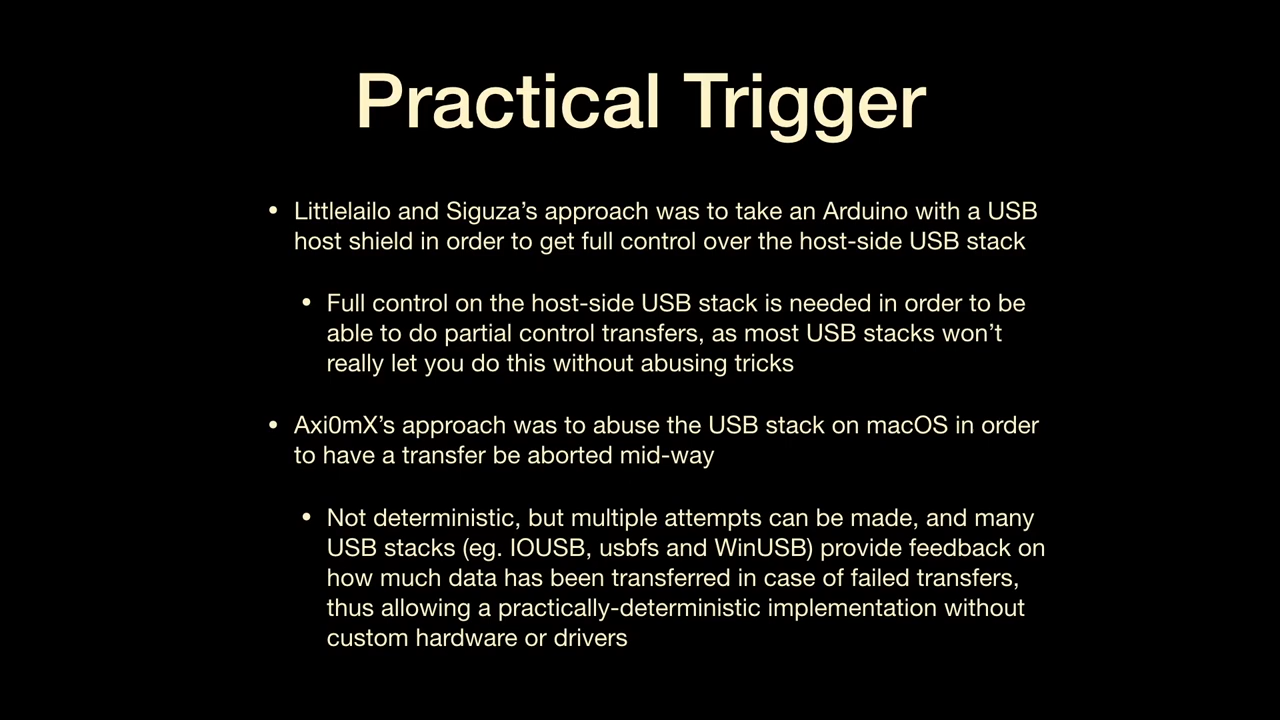 Practical Trigger
• Littlelailo and Siguza’s approach was to take an Arduino with a USB
host shield in order to get full control over the host-side USB stack
• Full control on the host-side USB stack is needed in order to be
able to do partial control transfers, as most USB stacks won’t
really let you do this without abusing tricks
• Axi0mX’s approach was to abuse the USB stack on macOS in order
to have a transfer be aborted mid-way
• Not deterministic, but multiple attempts can be made, and many
USB stacks (eg. IOUSB, usbfs and WinUSB) provide feedback on
how much data has been transferred in case of failed transfers,
thus allowing a practically-deterministic implementation without
custom hardware or drivers